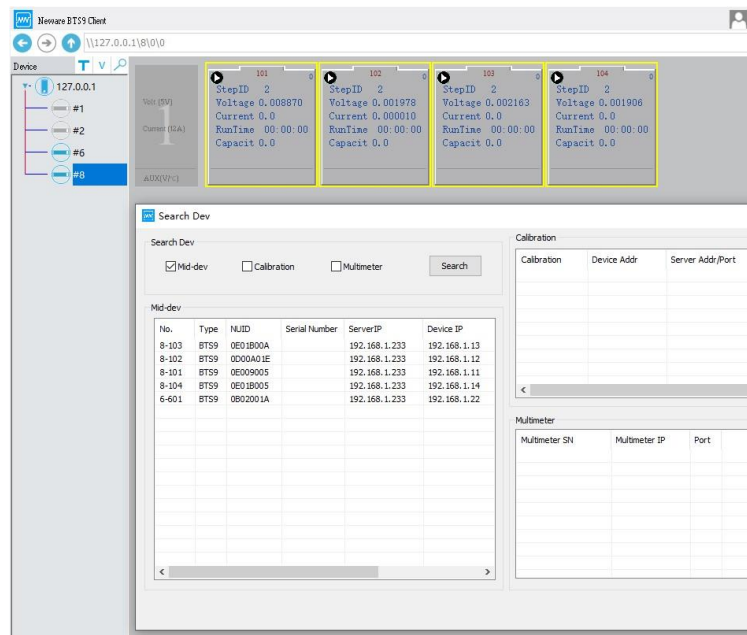 Neware BTS9 Client
\\127.0.0.1\8\0\0
Device T V
127.0.0.1
#1
#2
#6
#8
1
Volt (5V)
Current (12A)
AUX(V/℃)
101 0
StepID 2
Voltage 0.008870
Current 0.0
RunTime 00:00:00
Capacit 0.0
102 0
StepID 2
Voltage 0.001978
Current 0.000010
RunTime 00:00:00
Capacit 0.0
103 0
StepID 2
Voltage 0.002163
Current 0.0
RunTime 00:00:00
Capacit 0.0
104 0
StepID 2
Voltage 0.001906
Current 0.0
RunTime 00:00:00
Capacit 0.0
Search Dev
Search Dev
Mid-dev Calibration Multimeter Search
Mid-dev
No. Type NUID Serial Number ServerIP Device IP
8-103 BTS9 0E01B00A 192.168.1.233 192.168.1.13
8-102 BTS9 0D00A01E 192.168.1.233 192.168.1.12
8-101 BTS9 0E009005 192.168.1.233 192.168.1.11
8-104 BTS9 0E01B005 192.168.1.233 192.168.1.14
6-601 BTS9 0B02001A 192.168.1.233 192.168.1.22
Calibration
Calibration Device Addr Server Addr/Port
Multimeter
Multimeter SN Multimeter IP Port